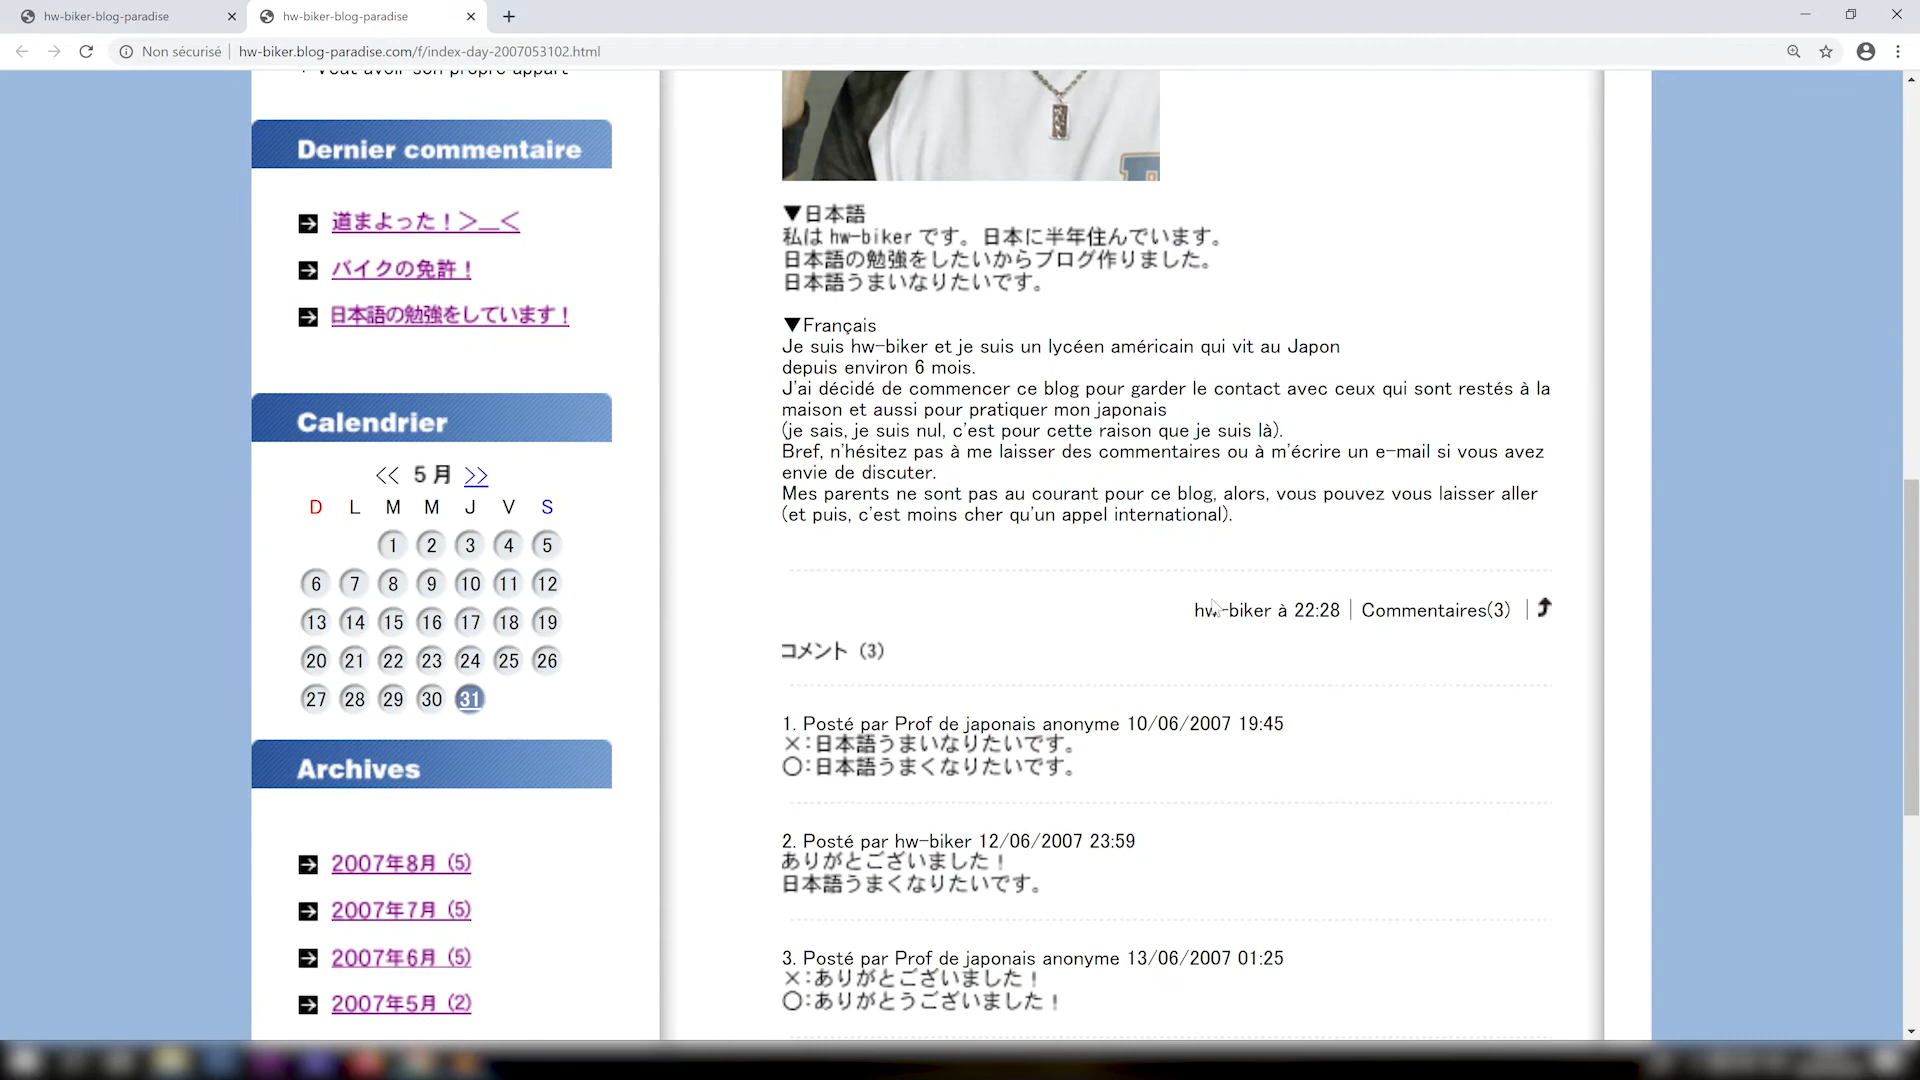 hw-biker-blog-paradise
hw-biker-blog-paradise
Non sécurisé
hw-biker.blog-paradise.com/f/index-day-2007053102.html
Veut avoir son propre appart
Dernier commentaire
道まよった！＞＿＜
バイクの免許！
日本語の勉強をしています！
Calendrier
<< 5月 >>
D L M M J V S
1 2 3 4 5
6 7 8 9 10 11 12
13 14 15 16 17 18 19
20 21 22 23 24 25 26
27 28 29 30 31
Archives
2007年8月 (5)
2007年7月 (5)
2007年6月 (5)
2007年5月 (2)
▼日本語
私は hw-biker です。日本に半年住んでいます。
日本語の勉強をしたいからブログ作りました。
日本語うまいなりたいです。
▼Français
Je suis hw-biker et je suis un lycéen américain qui vit au Japon
depuis environ 6 mois.
J'ai décidé de commencer ce blog pour garder le contact avec ceux qui sont restés à la
maison et aussi pour pratiquer mon japonais
(je sais, je suis nul, c'est pour cette raison que je suis là).
Bref, n'hésitez pas à me laisser des commentaires ou à m'écrire un e-mail si vous avez
envie de discuter.
Mes parents ne sont pas au courant pour ce blog, alors, vous pouvez vous laisser aller
(et puis, c'est moins cher qu'un appel international).
hw-biker à 22:28 | Commentaires(3) |
コメント (3)
1. Posté par Prof de japonais anonyme 10/06/2007 19:45
×：日本語うまいなりたいです。
○：日本語うまくなりたいです。
2. Posté par hw-biker 12/06/2007 23:59
ありがとございました！
日本語うまくなりたいです。
3. Posté par Prof de japonais anonyme 13/06/2007 01:25
×：ありがとございました！
○：ありがとうございました！